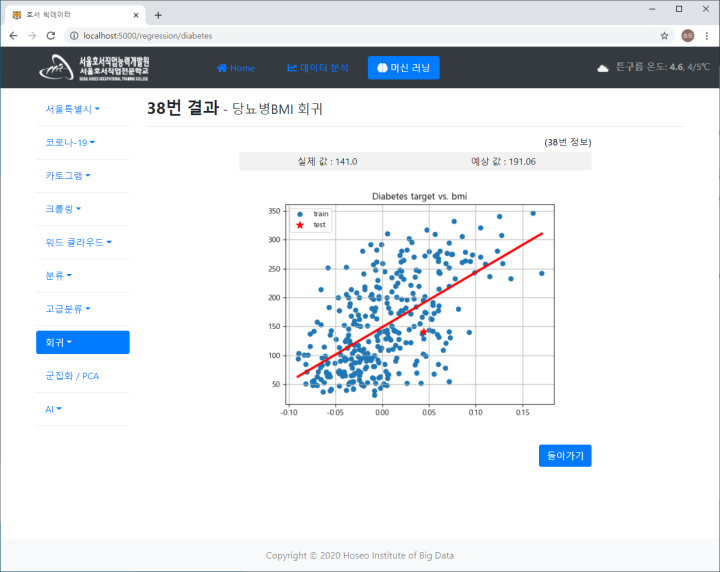 호서 빅데이터
localhost:5000/regression/diabetes
서울호서직업능력개발원
서울호서직업전문학교
SEOUL HOSEO OCCUPATIONAL TRAINING COLLEGE
Home
데이터 분석
머신 러닝
튼구름 온도: 4.6, 4/5℃
서울특별시
코로나-19
카토그램
크롤링
워드 클라우드
분류
고급분류
회귀
군집화 / PCA
AI
38번 결과 - 당뇨병BMI 회귀
(38번 정보)
실제 값 : 141.0
예상 값 : 191.06
Diabetes target vs. bmi
train
test
350
300
250
200
150
100
50
-0.10 -0.05 0.00 0.05 0.10 0.15
돌아가기
Copyright © 2020 Hoseo Institute of Big Data